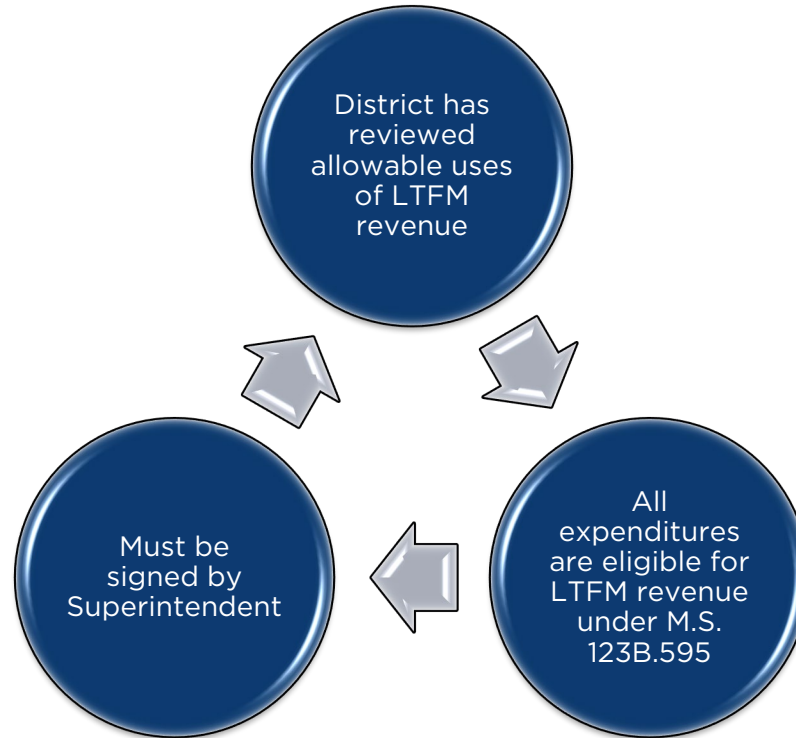 District has
reviewed
allowable uses
of LTFM
revenue
All
expenditures
are eligible for
LTFM revenue
under M.S.
123B.595
Must be
signed by
Superintendent